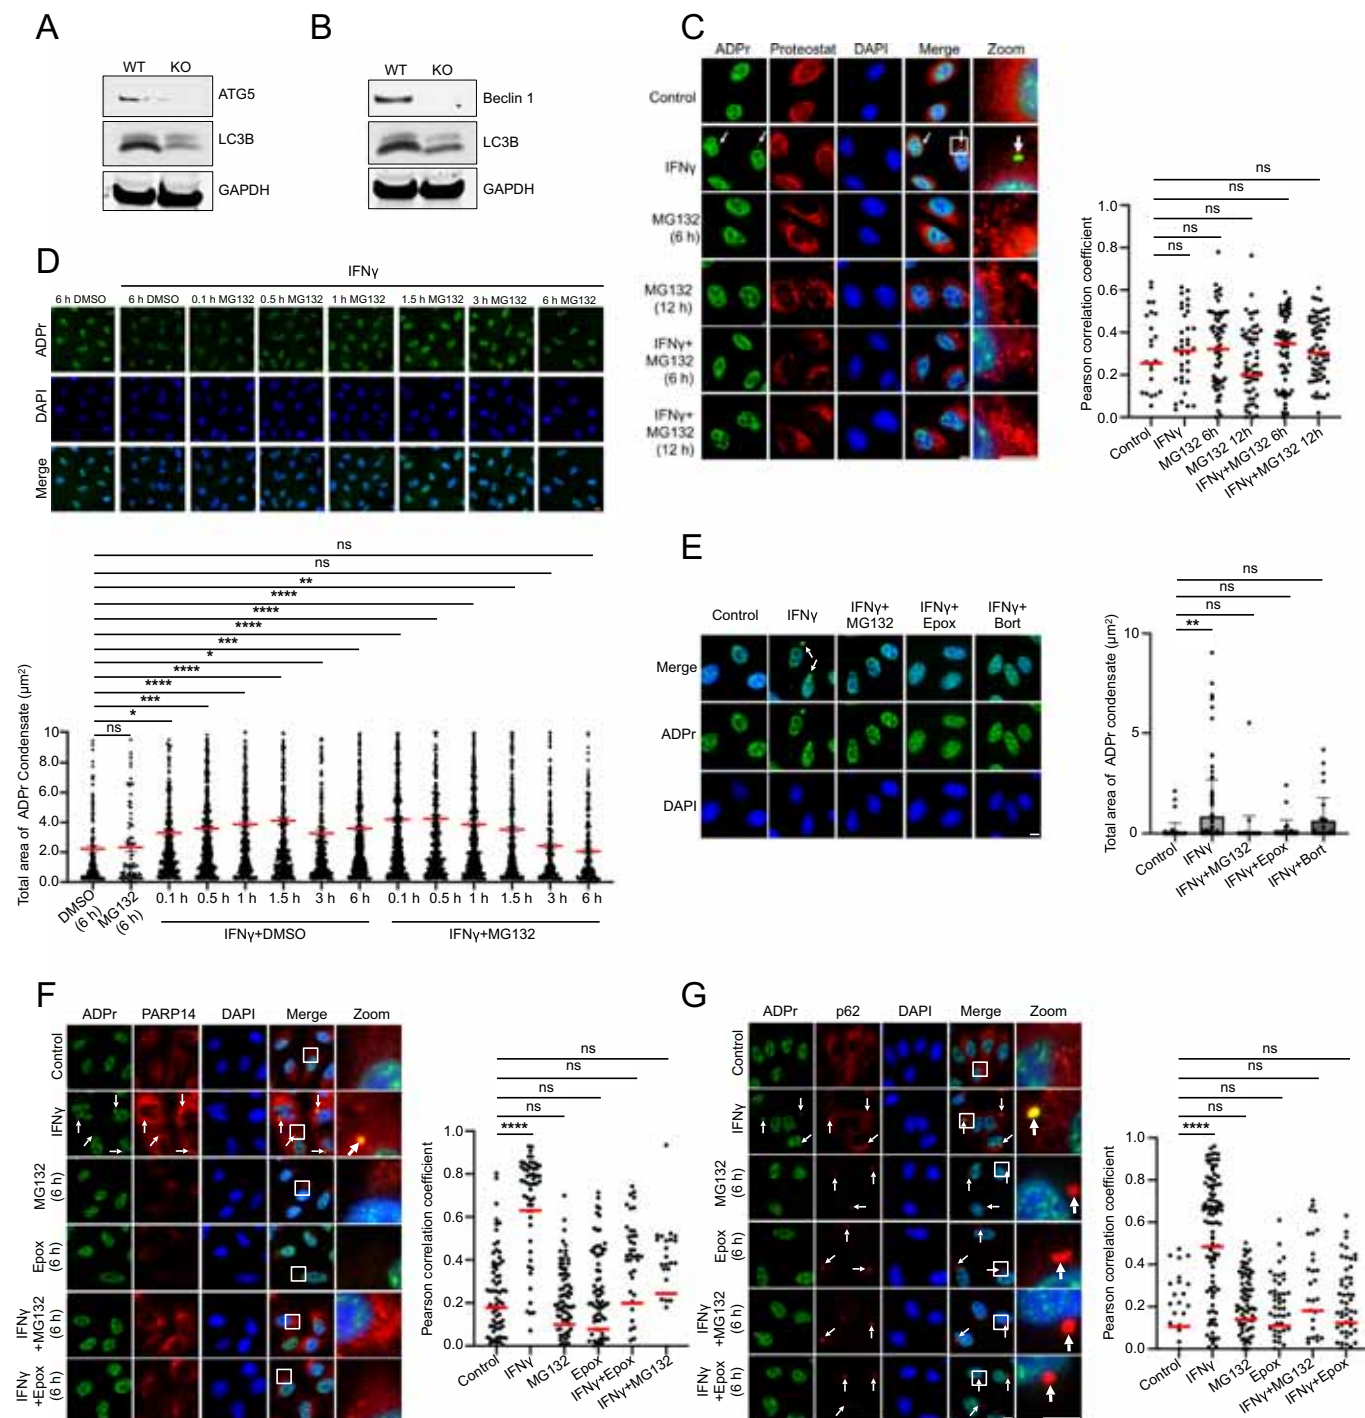 A
WT KO
ATG5
LC3B
GAPDH
B
WT KO
Beclin 1
LC3B
GAPDH
C
ADPr Proteostat DAPI Merge Zoom
Control
IFNγ
MG132
(6 h)
MG132
(12 h)
IFNγ+
MG132
(6 h)
IFNγ+
MG132
(12 h)
ns
ns
ns
ns
ns
Pearson correlation coefficient
1.0
0.8
0.6
0.4
0.2
0.0
Control
IFNγ
MG132 6h
MG132 12h
IFNγ+MG132 6h
IFNγ+MG132 12h
D
IFNγ
6 h DMSO 6 h DMSO 0.1 h MG132 0.5 h MG132 1 h MG132 1.5 h MG132 3 h MG132 6 h MG132
ADPr
DAPI
Merge
ns
ns
**
****
****
****
***
*
****
****
***
*
ns
Total area of ADPr Condensate (µm²)
10
8.0
6.0
4.0
2.0
0.0
DMSO
(6 h)
MG132
(6 h)
0.1 h 0.5 h 1 h 1.5 h 3 h 6 h 0.1 h 0.5 h 1 h 1.5 h 3 h 6 h
IFNγ+DMSO IFNγ+MG132
E
Control IFNγ IFNγ+ IFNγ+ IFNγ+
MG132 Epox Bort
Merge
ADPr
DAPI
ns
ns
ns
**
Total area of ADPr condensate (µm²)
10
5
0
Control
IFNγ
IFNγ+MG132
IFNγ+Epox
IFNγ+Bort
F
ADPr PARP14 DAPI Merge Zoom
Control
IFNγ
MG132
(6 h)
Epox
(6 h)
IFNγ
+MG132
(6 h)
IFNγ
+Epox
(6 h)
ns
ns
ns
ns
****
Pearson correlation coefficient
1.0
0.8
0.6
0.4
0.2
0.0
Control
IFNγ
MG132
Epox
IFNγ+Epox
IFNγ+MG132
G
ADPr p62 DAPI Merge Zoom
Control
IFNγ
MG132
(6 h)
Epox
(6 h)
IFNγ
+MG132
(6 h)
IFNγ
+Epox
(6 h)
ns
ns
ns
ns
****
Pearson correlation coefficient
1.0
0.8
0.6
0.4
0.2
0.0
Control
IFNγ
MG132
Epox
IFNγ+MG132
IFNγ+Epox